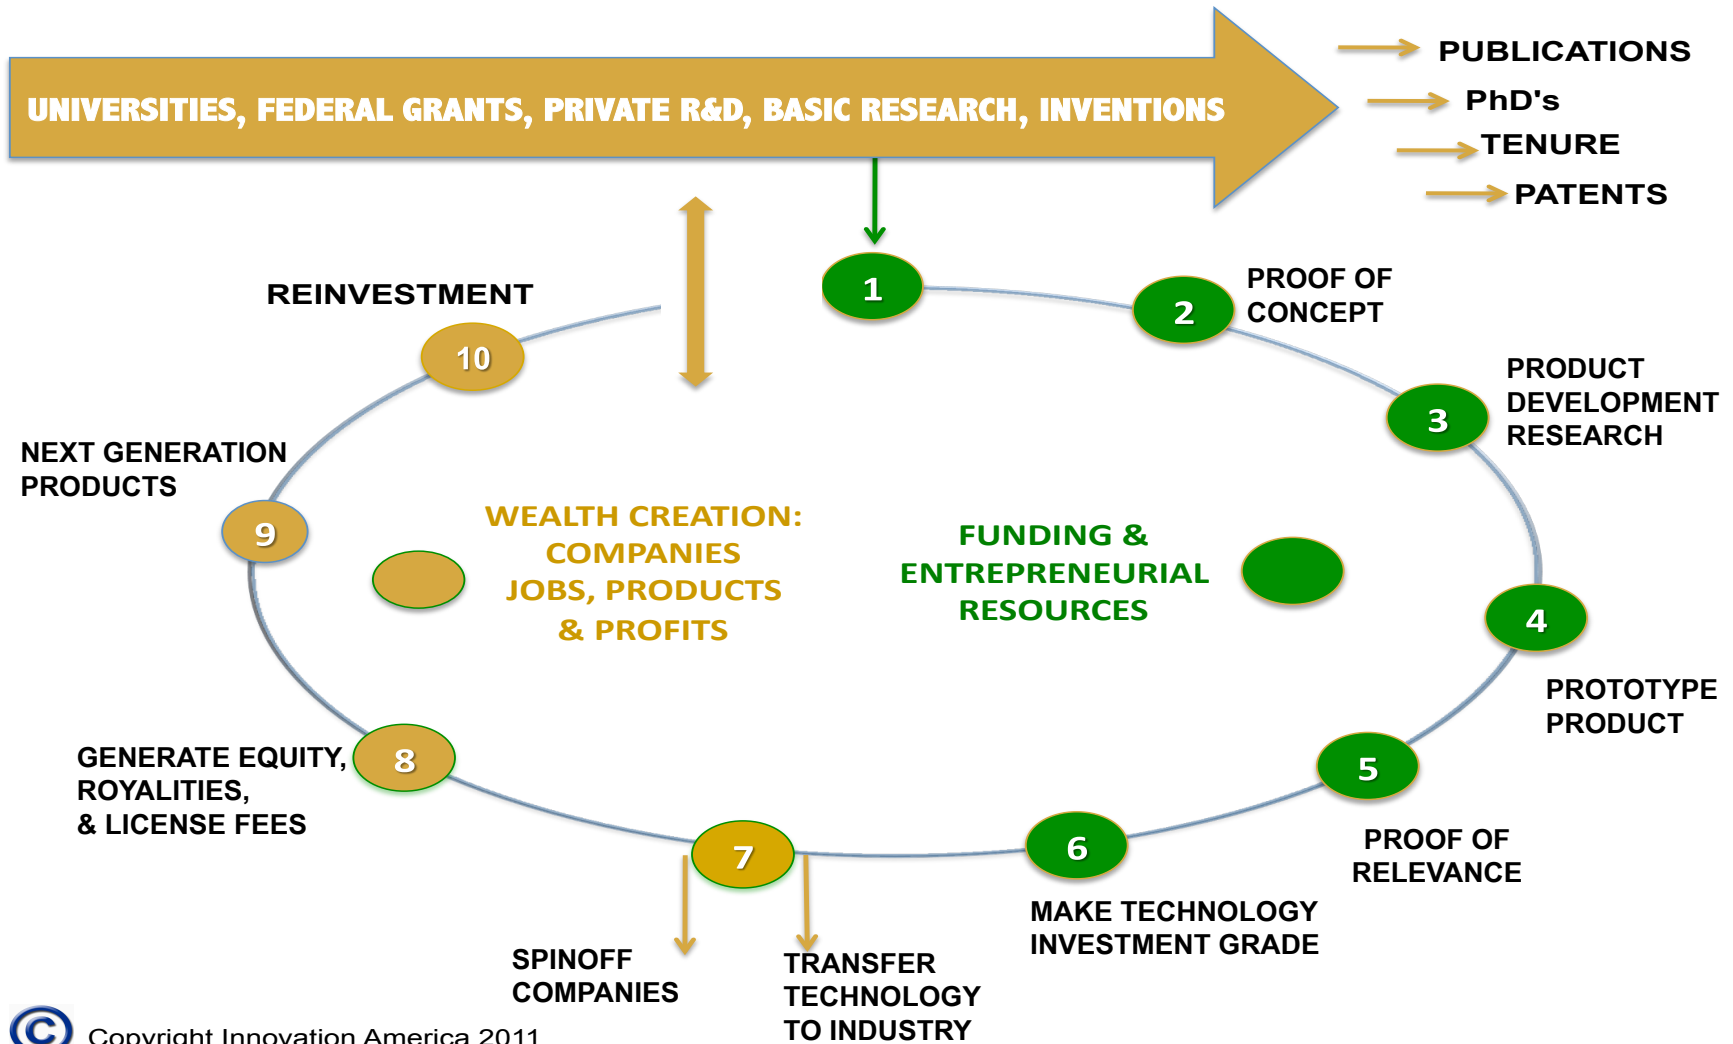 UNIVERSITIES, FEDERAL GRANTS, PRIVATE R&D, BASIC RESEARCH, INVENTIONS
PUBLICATIONS
PhD's
TENURE
PATENTS
1
2
PROOF OF
CONCEPT
3
PRODUCT
DEVELOPMENT
RESEARCH
4
PROTOTYPE
PRODUCT
5
PROOF OF
RELEVANCE
6
MAKE TECHNOLOGY
INVESTMENT GRADE
7
SPINOFF
COMPANIES
TRANSFER
TECHNOLOGY
TO INDUSTRY
8
GENERATE EQUITY,
ROYALITIES,
& LICENSE FEES
9
NEXT GENERATION
PRODUCTS
10
REINVESTMENT
WEALTH CREATION:
COMPANIES
JOBS, PRODUCTS
& PROFITS
FUNDING &
ENTREPRENEURIAL
RESOURCES
© Copyright Innovation America 2011